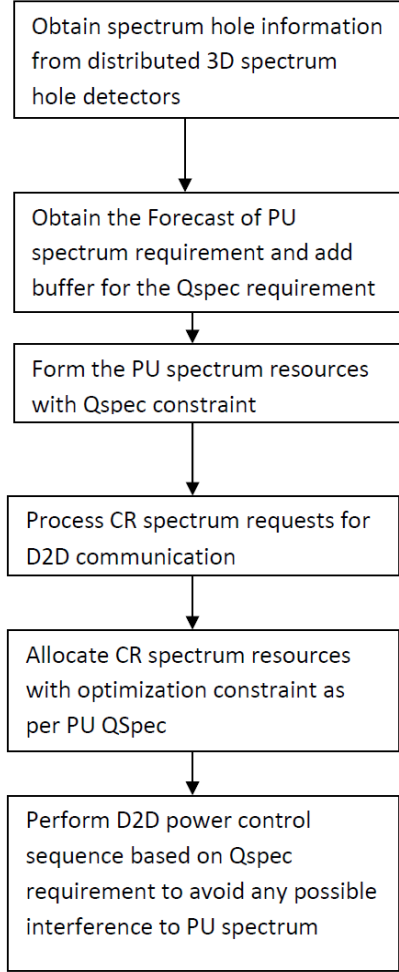 Obtain spectrum hole information
from distributed 3D spectrum
hole detectors
Obtain the Forecast of PU
spectrum requirement and add
buffer for the Qspec requirement
Form the PU spectrum resources
with Qspec constraint
Process CR spectrum requests for
D2D communication
Allocate CR spectrum resources
with optimization constraint as
per PU QSpec
Perform D2D power control
sequence based on Qspec
requirement to avoid any possible
interference to PU spectrum